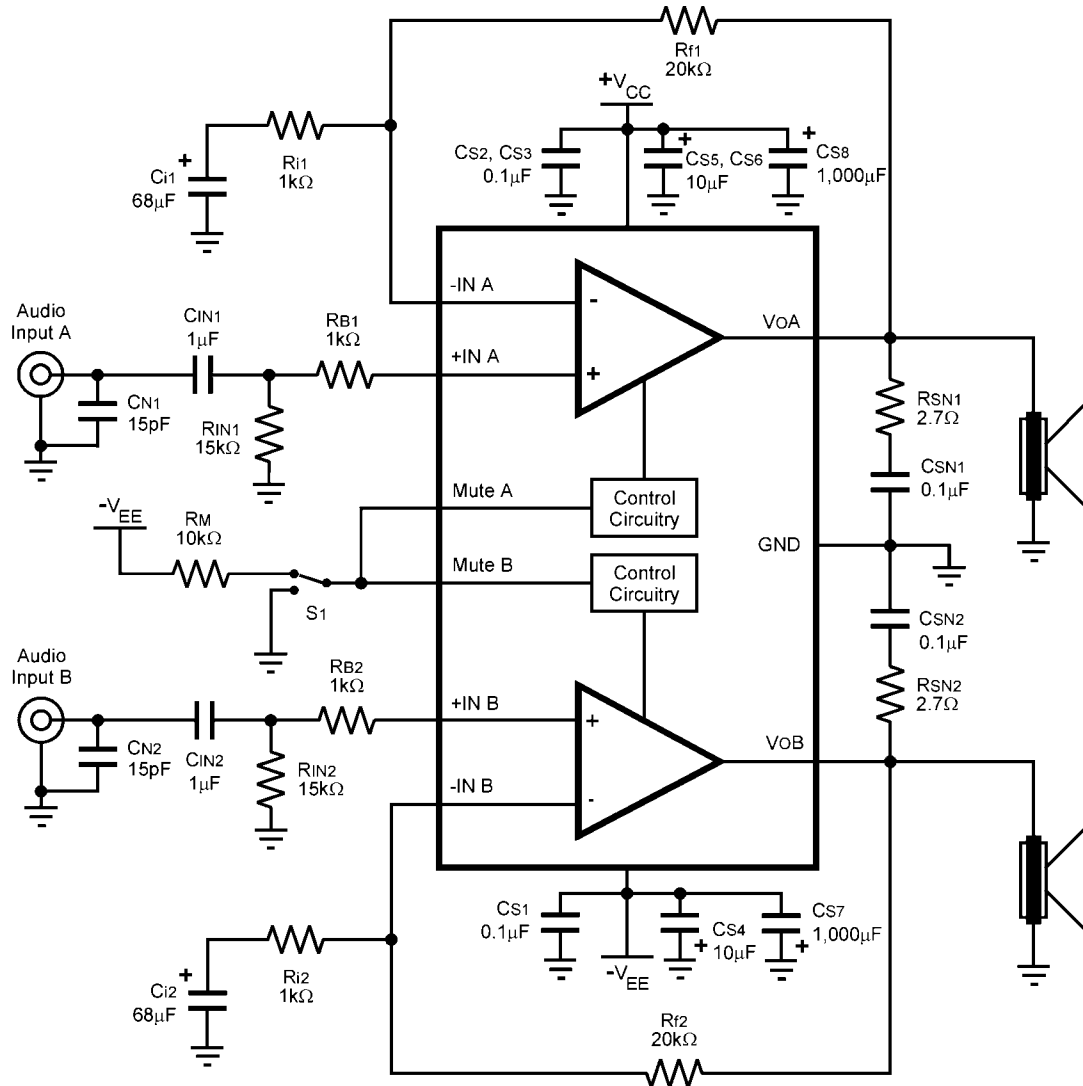 Rf1
20kΩ
+VCC
Ri1
1kΩ
Ci1
68µF
CS2, CS3
0.1µF
CS5, CS6
10µF
CS8
1,000µF
+
+
+
-IN A
-
Audio
Input A
CIN1
1µF
RB1
1kΩ
VOA
+IN A
+
CN1
15pF
RIN1
15kΩ
RSN1
2.7Ω
CSN1
0.1µF
Mute A
Control
Circuitry
-VEE
RM
10kΩ
GND
Mute B
Control
Circuitry
S1
CSN2
0.1µF
RSN2
2.7Ω
Audio
Input B
RB2
1kΩ
+IN B
+
CN2
15pF
CIN2
1µF
RIN2
15kΩ
VOB
-IN B
-
CS1
0.1µF
CS4
10µF
CS7
1,000µF
+
+
-VEE
Ri2
1kΩ
+
Ci2
68µF
Rf2
20kΩ